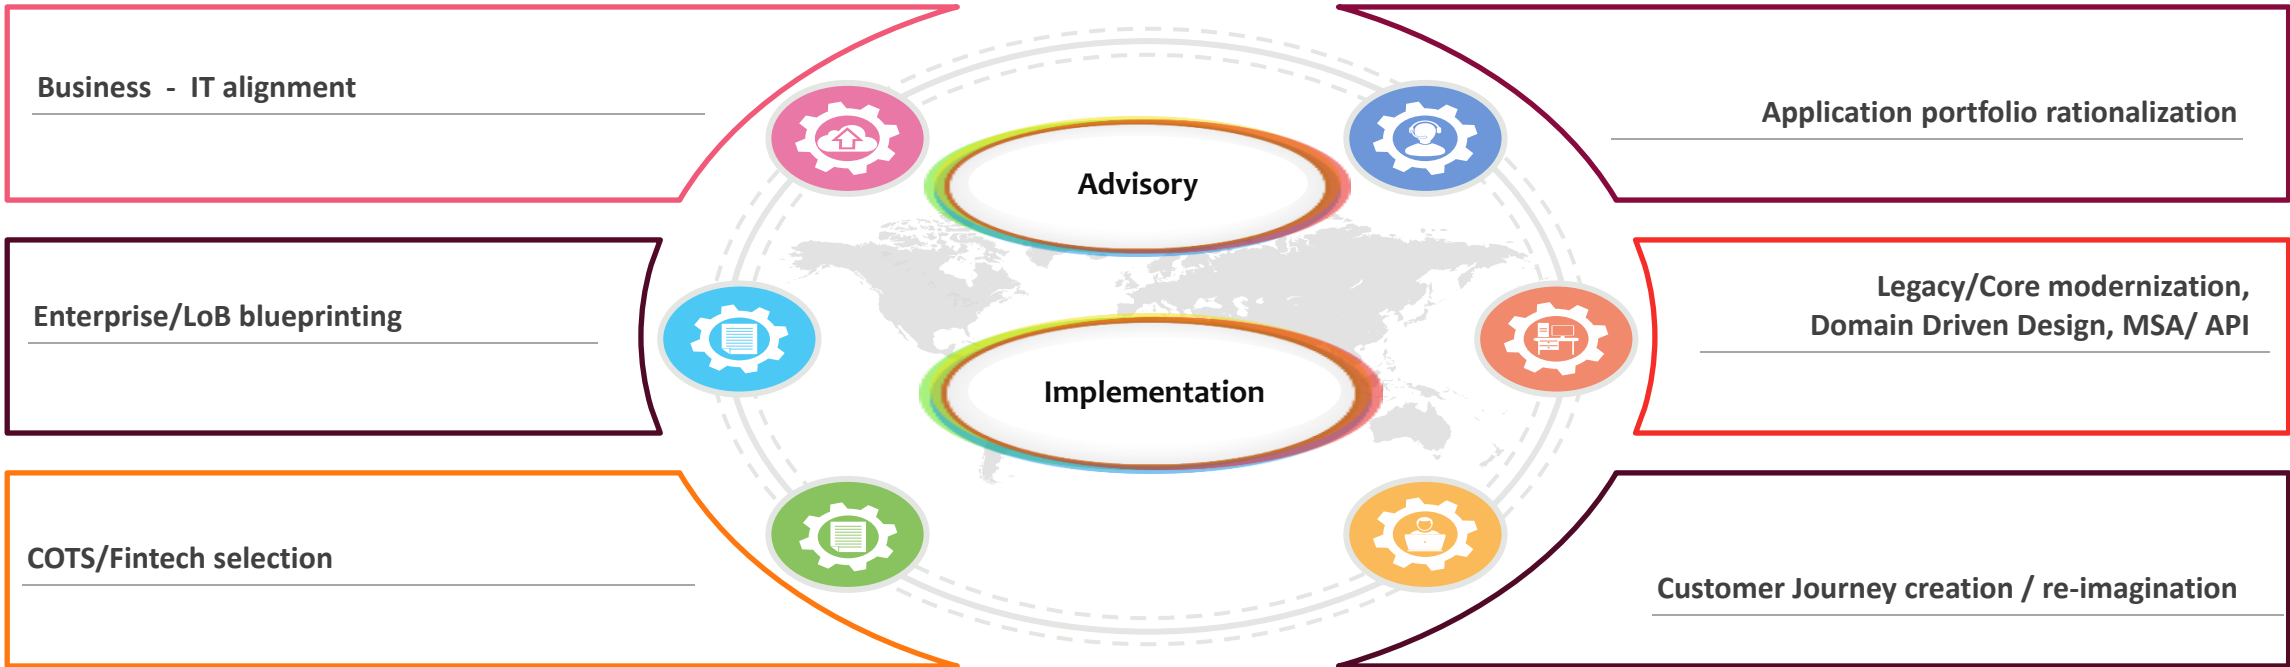 Business - IT alignment
Enterprise/LoB blueprinting
COTS/Fintech selection
Advisory
Implementation
Application portfolio rationalization
Legacy/Core modernization,
Domain Driven Design, MSA/ API
Customer Journey creation / re-imagination